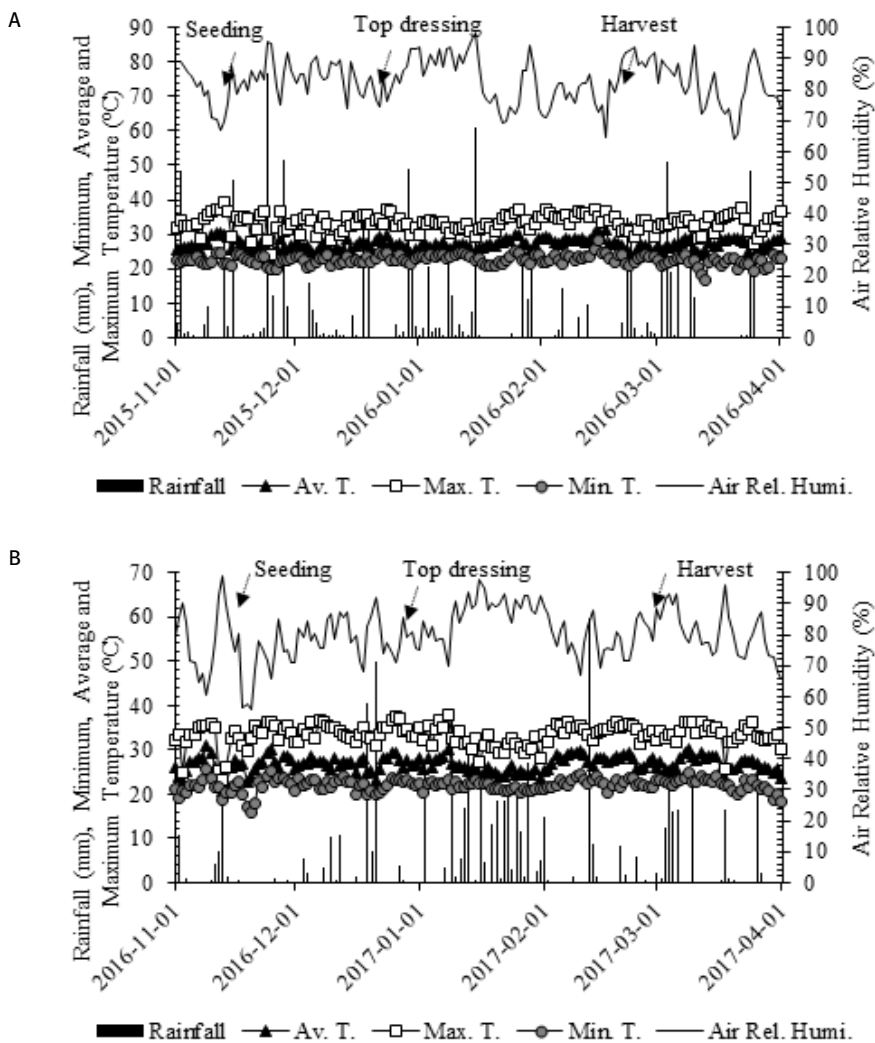 A
Seeding Top dressing Harvest
Rainfall (mm), Minimum, Average and
Maximum Temperature (ºC)
90
80
70
60
50
40
30
20
10
0
100
90
80
70
60
50
40
30
20
10
0
Air Relative Humidity (%)
2015-11-01 2015-12-01 2016-01-01 2016-02-01 2016-03-01 2016-04-01
Rainfall Av. T. Max. T. Min. T. Air Rel. Humi.
B
Seeding Top dressing Harvest
Rainfall (mm), Minimum, Average and
Maximum Temperature (ºC)
70
60
50
40
30
20
10
0
100
90
80
70
60
50
40
30
20
10
0
Air Relative Humidity (%)
2016-11-01 2016-12-01 2017-01-01 2017-02-01 2017-03-01 2017-04-01
Rainfall Av. T. Max. T. Min. T. Air Rel. Humi.